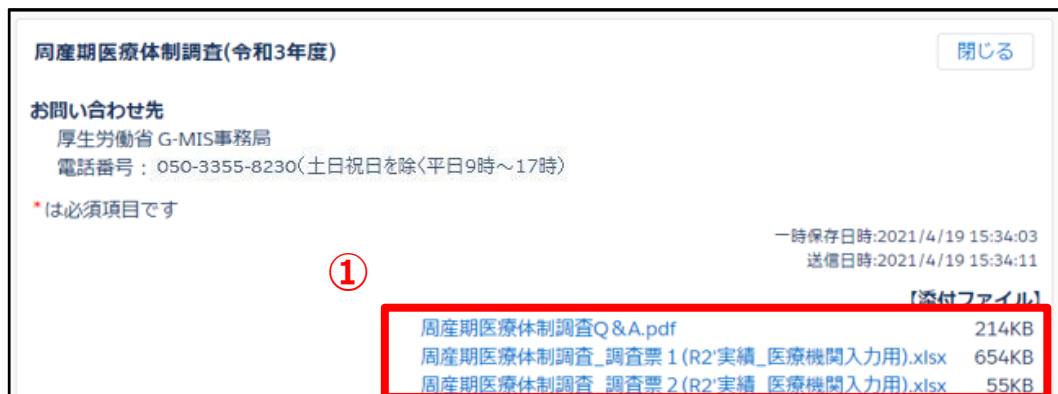 周産期医療体制調査(令和3年度)
閉じる
お問い合わせ先
厚生労働省 G-MIS事務局
電話番号： 050-3355-8230(土日祝日を除く平日9時～17時)
*は必須項目です
一時保存日時:2021/4/19 15:34:03
送信日時:2021/4/19 15:34:11
①
【添付ファイル】
周産期医療体制調査Q&A.pdf 214KB
周産期医療体制調査_調査票1(R2'実績_医療機関入力用).xlsx 654KB
周産期医療体制調査_調査票2(R2'実績_医療機関入力用).xlsx 55KB